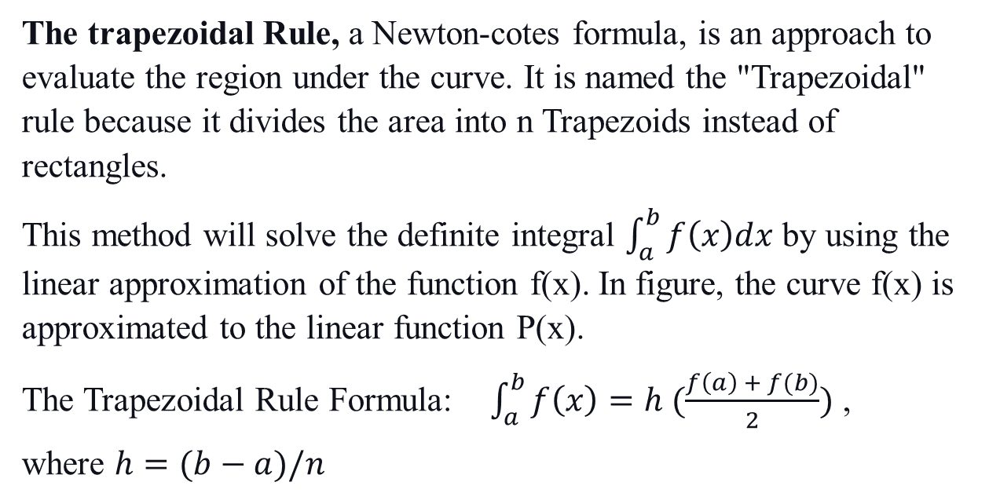 The trapezoidal Rule, a Newton-cotes formula, is an approach to
evaluate the region under the curve. It is named the "Trapezoidal"
rule because it divides the area into n Trapezoids instead of
rectangles.
This method will solve the definite integral ∫_a^b f(x)dx by using the
linear approximation of the function f(x). In figure, the curve f(x) is
approximated to the linear function P(x).
The Trapezoidal Rule Formula: ∫_a^b f(x) = h (\frac{f(a) + f(b)}{2}) ,
where h = (b − a)/n